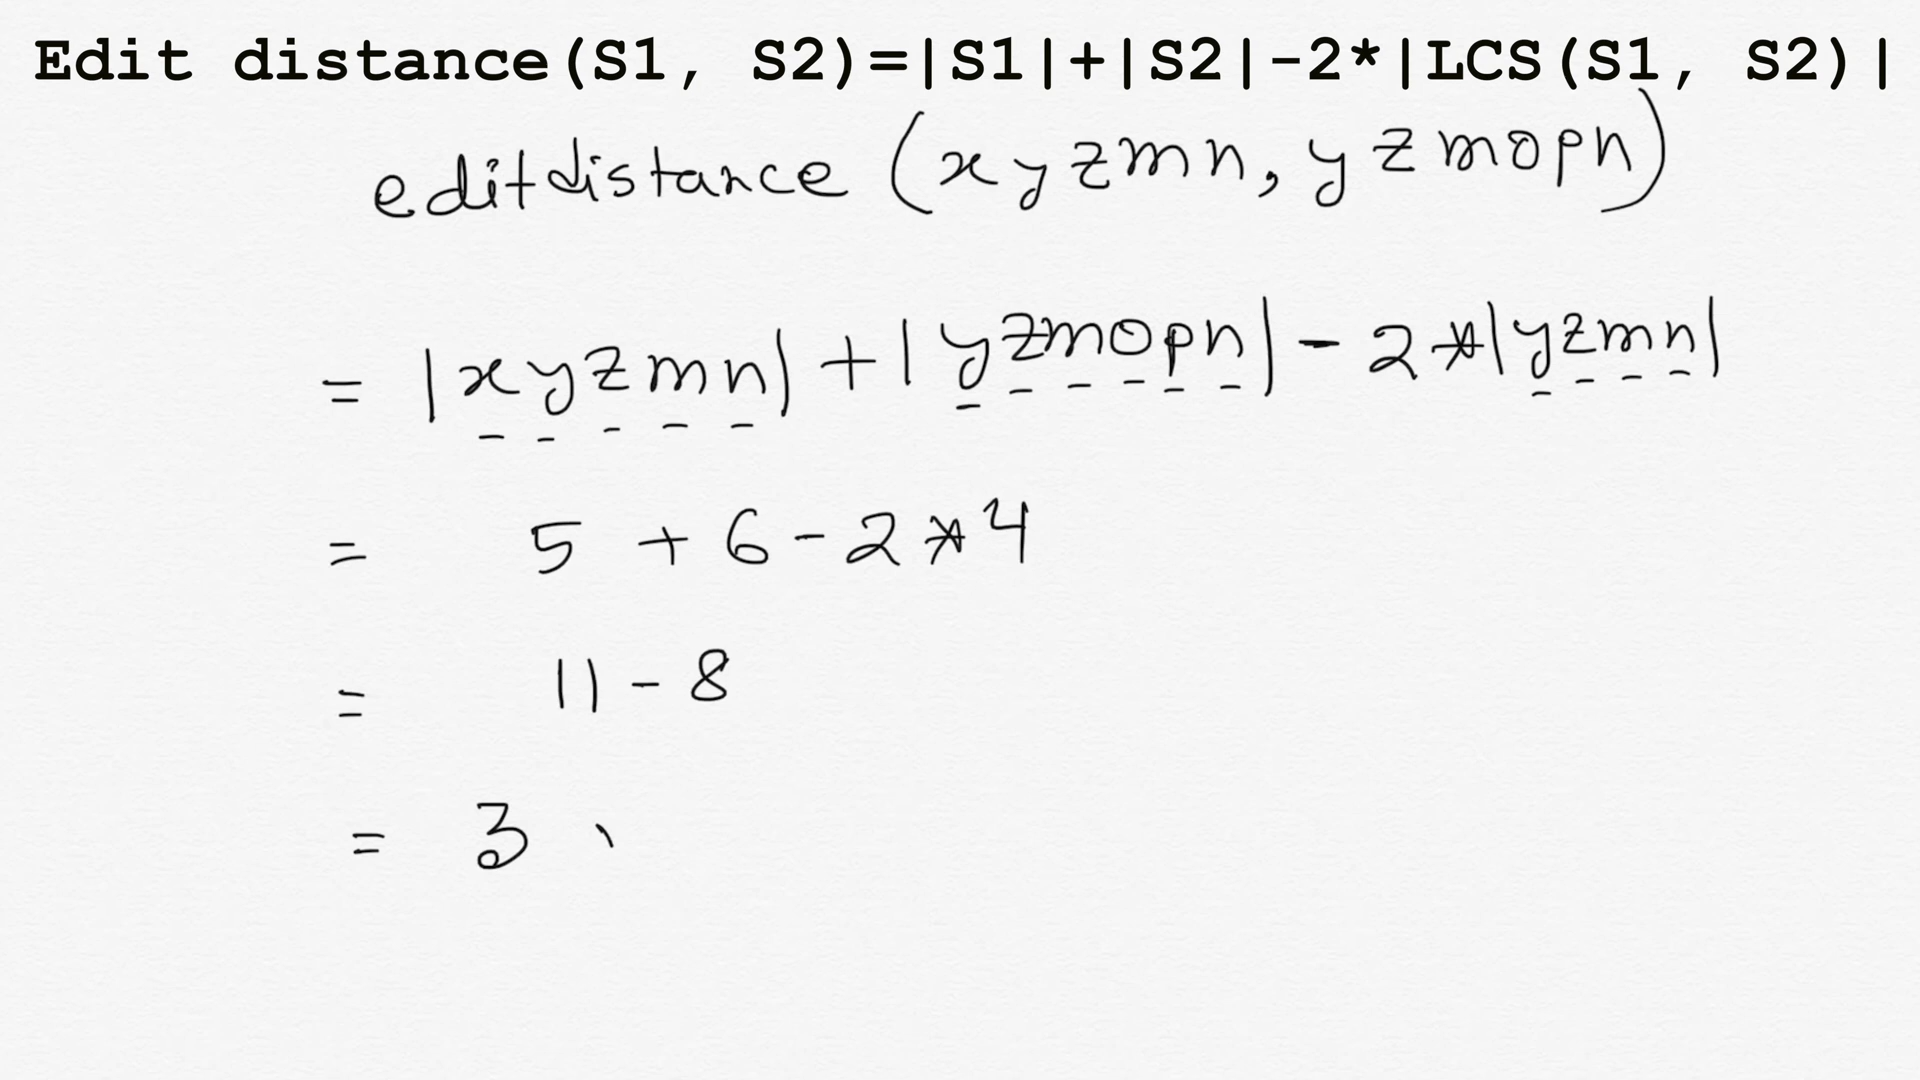 Edit distance(S1, S2)=|S1|+|S2|-2*|LCS(S1, S2)|
editdistance (xyzmn, yzmopn)
= |xyzmn| + |yzmopn| - 2*|yzmn|
= 5 + 6 - 2*4
= 11 - 8
= 3